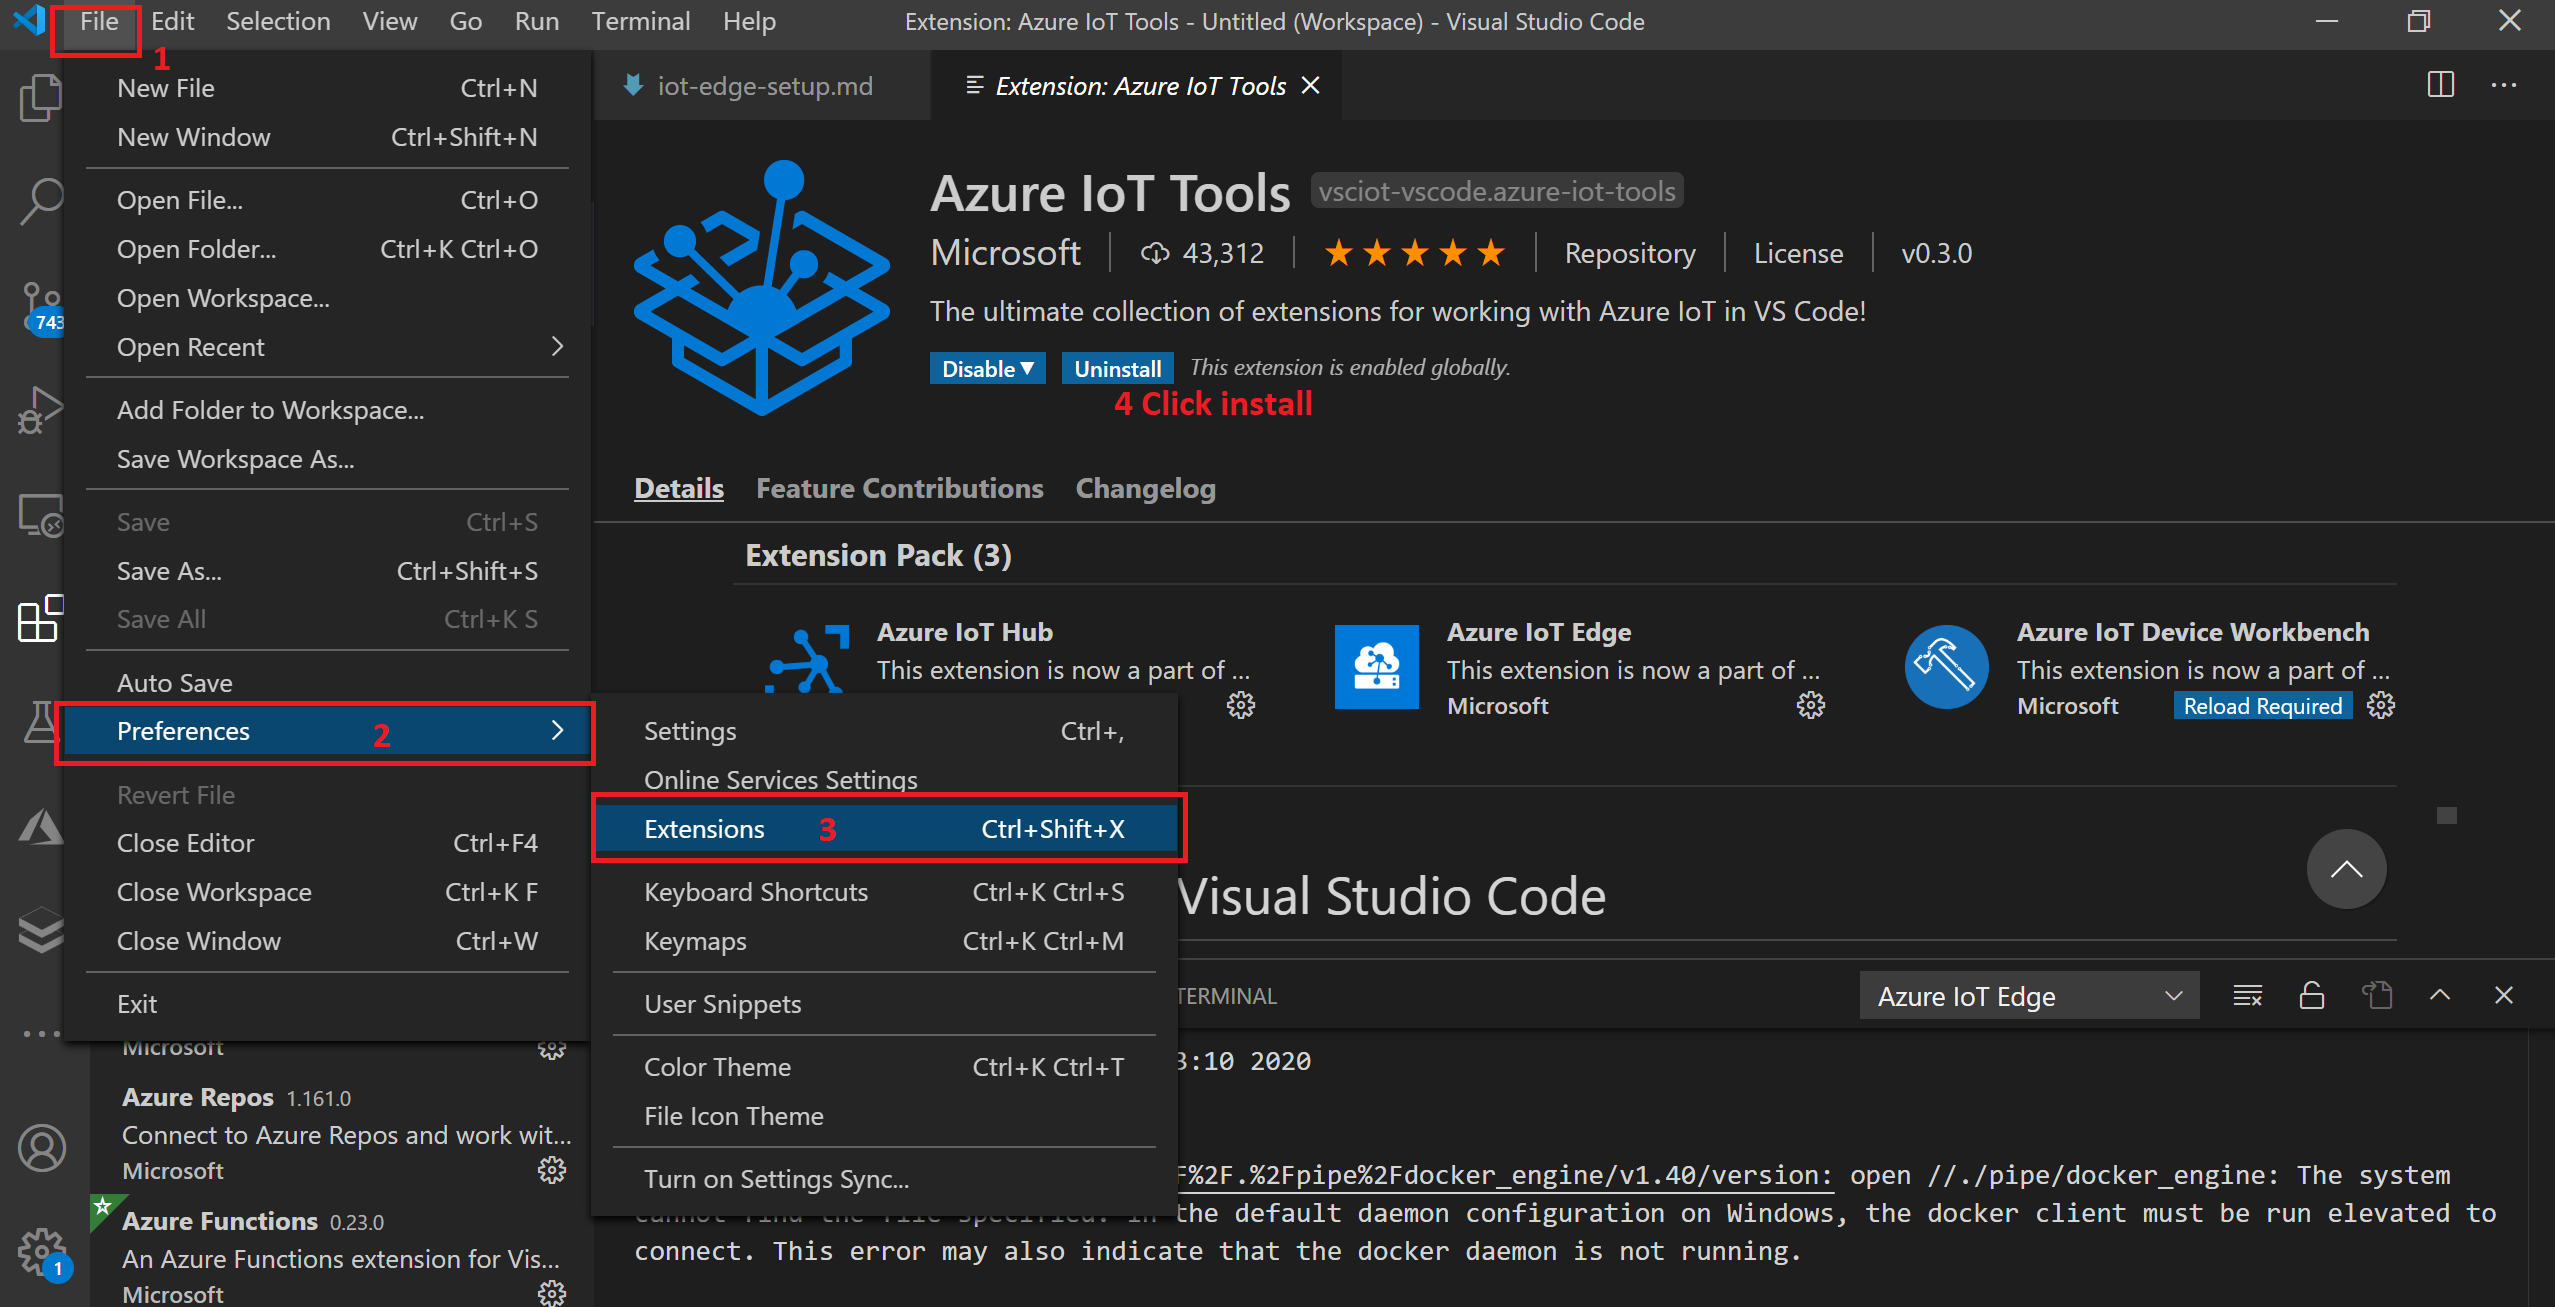 File Edit Selection View Go Run Terminal Help Extension: Azure IoT Tools - Untitled (Workspace) - Visual Studio Code
1
New File Ctrl+N
New Window Ctrl+Shift+N
Open File... Ctrl+O
Open Folder... Ctrl+K Ctrl+O
Open Workspace...
Open Recent
Add Folder to Workspace...
Save Workspace As...
Save Ctrl+S
Save As... Ctrl+Shift+S
Save All Ctrl+K S
Auto Save
Preferences 2
Revert File
Close Editor Ctrl+F4
Close Workspace Ctrl+K F
Close Window Ctrl+W
Exit
743
Settings Ctrl+,
Online Services Settings
Extensions 3 Ctrl+Shift+X
Keyboard Shortcuts Ctrl+K Ctrl+S
Keymaps Ctrl+K Ctrl+M
User Snippets
Color Theme Ctrl+K Ctrl+T
File Icon Theme
Turn on Settings Sync...
Microsoft
Azure Repos 1.161.0
Connect to Azure Repos and work wit...
Microsoft
Azure Functions 0.23.0
An Azure Functions extension for Vis...
Microsoft
1
iot-edge-setup.md Extension: Azure IoT Tools
Azure IoT Tools vsciot-vscode.azure-iot-tools
Microsoft 43,312 Repository License v0.3.0
The ultimate collection of extensions for working with Azure IoT in VS Code!
Disable Uninstall This extension is enabled globally.
4 Click install
Details Feature Contributions Changelog
Extension Pack (3)
Azure IoT Hub
This extension is now a part of ...
Azure IoT Edge
This extension is now a part of ...
Microsoft
Azure IoT Device Workbench
This extension is now a part of ...
Microsoft Reload Required
Visual Studio Code
TERMINAL Azure IoT Edge
3:10 2020
F%2F.%2Fpipe%2Fdocker_engine/v1.40/version: open //./pipe/docker_engine: The system
cannot find the file specified. In the default daemon configuration on Windows, the docker client must be run elevated to
connect. This error may also indicate that the docker daemon is not running.